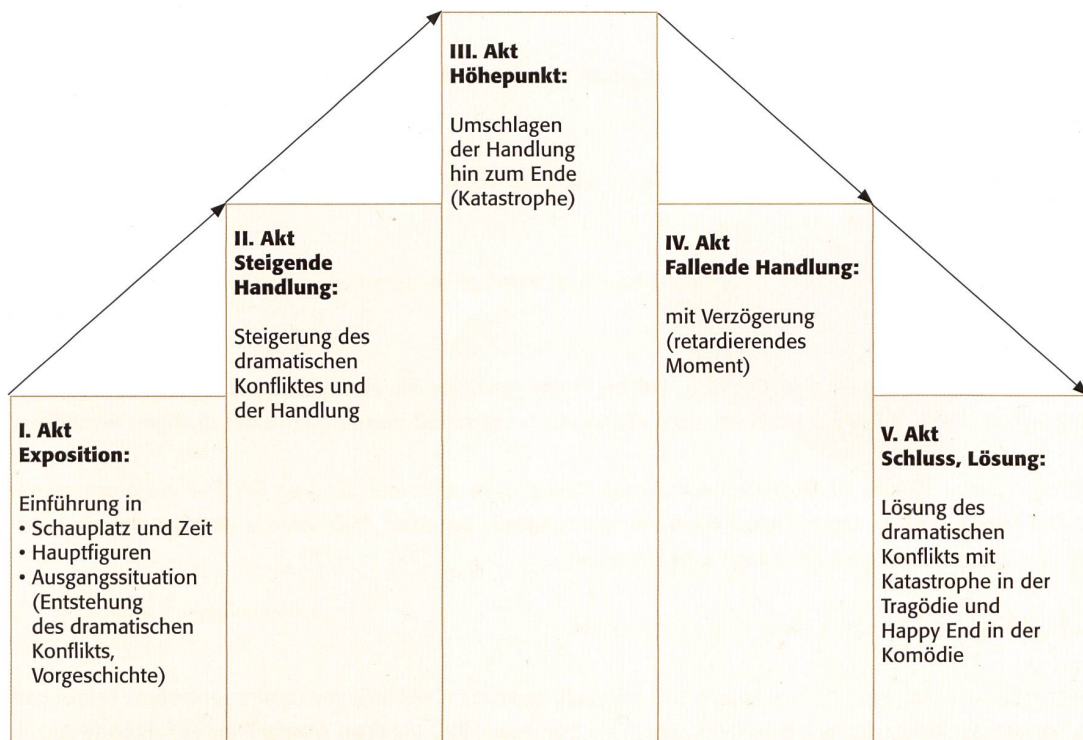 I. Akt
Exposition:
Einführung in
• Schauplatz und Zeit
• Hauptfiguren
• Ausgangssituation
(Entstehung
des dramatischen
Konflikts,
Vorgeschichte)
II. Akt
Steigende
Handlung:
Steigerung des
dramatischen
Konfliktes und
der Handlung
III. Akt
Höhepunkt:
Umschlagen
der Handlung
hin zum Ende
(Katastrophe)
IV. Akt
Fallende Handlung:
mit Verzögerung
(retardierendes
Moment)
V. Akt
Schluss, Lösung:
Lösung des
dramatischen
Konflikts mit
Katastrophe in der
Tragödie und
Happy End in der
Komödie